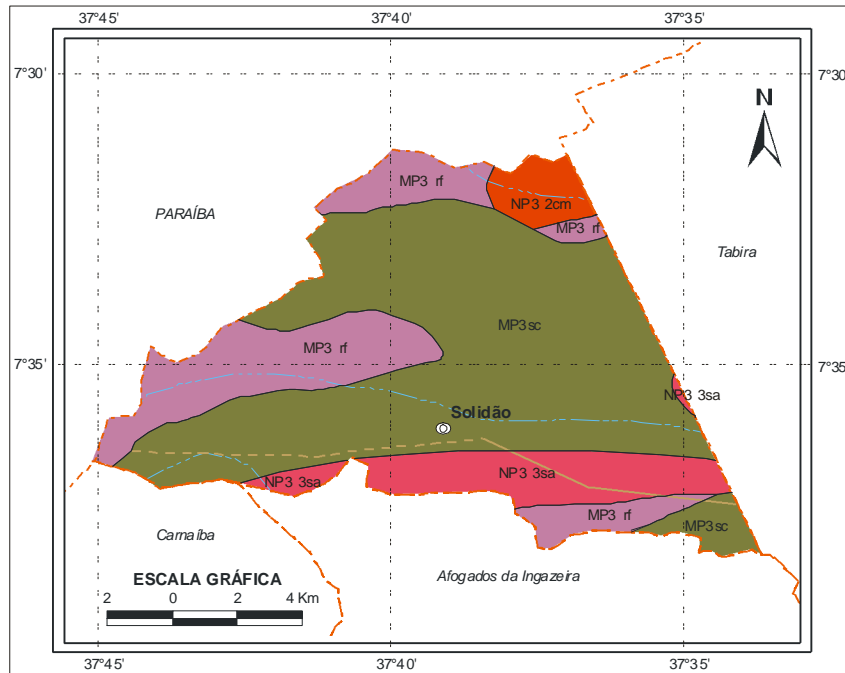 37°45' 37°40' 37°35'
7°30' 7°30'
N
MP3 rf
NP3 2cm
PARAÍBA
MP3 rf
Tabira
MP3sc
MP3 rf
7°35' 7°35'
NP3 3sa
Solidão
NP3 3sa NP3 3sa
MP3 rf
MP3sc
Carnaíba
Afogados da Ingazeira
ESCALA GRÁFICA
2 0 2 4 Km
37°45' 37°40' 37°35'